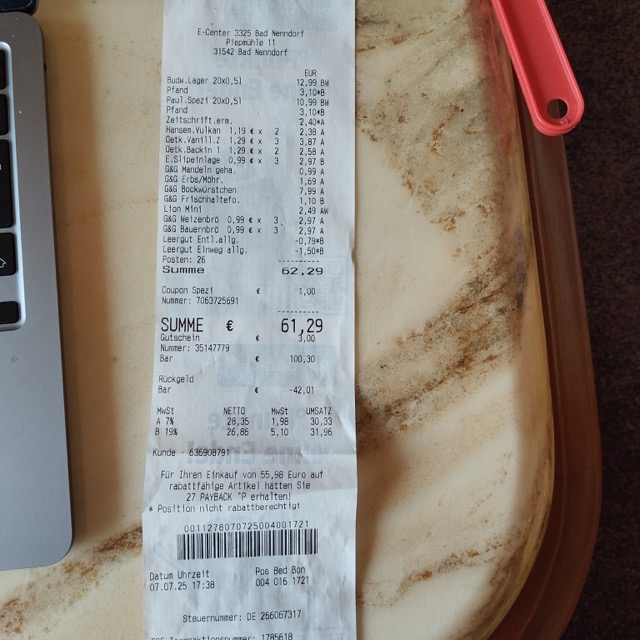 E-Center 3325 Bad Nenndorf
Piepmühle 11
31542 Bad Nenndorf
EUR
Budw.Lager 20x0,5l 12,99 BW
Pfand 3,10*B
Paul.Spezi 20x0,5l 10,99 BW
Pfand 3,10*B
Zeitschrift.erm. 2,40*A
Hansem.Vulkan 1,19 € x 2 2,38 A
Oetk.Vanill.Z 1,29 € x 3 3,87 A
Oetk.Backin 1 1,29 € x 2 2,58 A
E.Slipeinlage 0,99 € x 3 2,97 B
G&G Mandeln geha. 0,99 A
G&G Erbs/Möhr. 1,69 A
G&G Bockwürstchen 7,99 A
G&G Frischhaltefo. 1,10 B
Lion Mini 2,49 AW
G&G Weizenbrö 0,99 € x 3 2,97 A
G&G Bauernbrö 0,99 € x 3 2,97 A
Leergut Entl.allg. -0,79*B
Leergut Einweg allg. -1,50*B
Posten: 26 ----------
Summe 62,29
Coupon Spezi € 1,00
Nummer: 7063725691
----------
SUMME € 61,29
Gutschein € 3,00
Nummer: 35147779
Bar € 100,30
----------
Rückgeld
Bar € -42,01
MwSt NETTO MwSt UMSATZ
A 7% 28,35 1,98 30,33
B 19% 26,86 5,10 31,96
Kunde - 636908791
Für Ihren Einkauf von 55,98 Euro auf
rabattfähige Artikel hätten Sie
27 PAYBACK °P erhalten!
* Position nicht rabattberechtigt
0011278070725004001721
Datum Uhrzeit Pos Bed Bon
07.07.25 17:38 004 016 1721
Steuernummer: DE 266067317